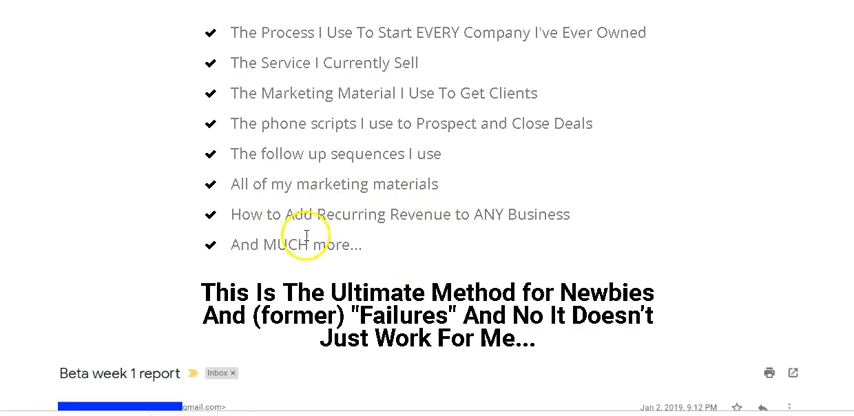 The Process I Use To Start EVERY Company I've Ever Owned
The Service I Currently Sell
The Marketing Material I Use To Get Clients
The phone scripts I use to Prospect and Close Deals
The follow up sequences I use
All of my marketing materials
How to Add Recurring Revenue to ANY Business
And MUCH more...
This Is The Ultimate Method for Newbies
And (former) "Failures" And No It Doesn't
Just Work For Me...
Beta week 1 report Inbox ×
gmail.com> Jan 2, 2019, 9:12 PM